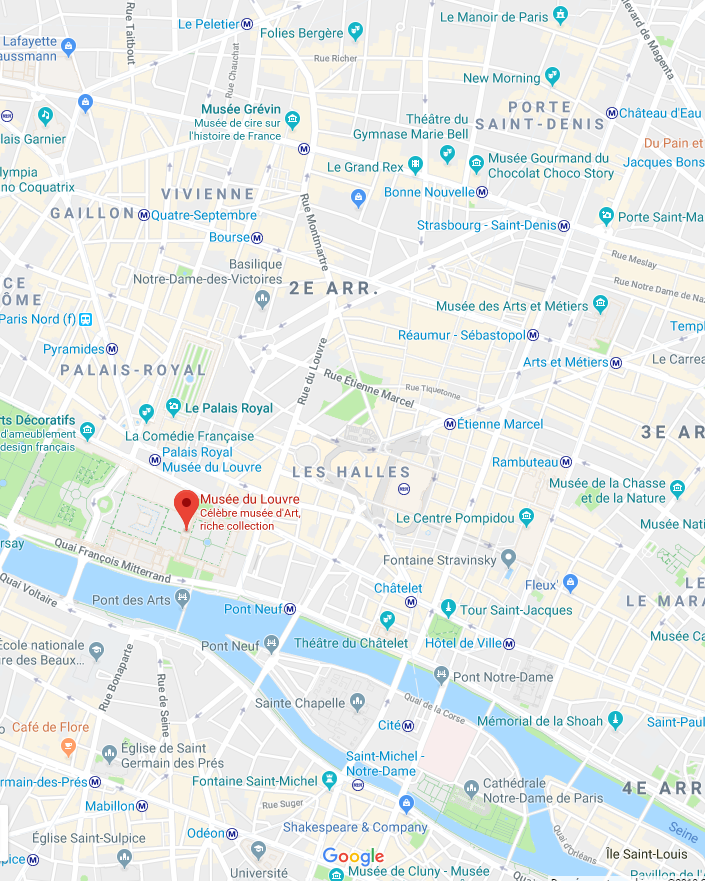 Rue Taitbout
Le Peletier
Folies Bergère
Le Manoir de Paris
Lafayette
Rue Richer
Rue Chauchat
New Morning
PORTE
SAINT-DENIS
Château d'Eau
Musée Grévin
Musée de cire sur
l'histoire de France
Théâtre du
Gymnase Marie Bell
lais Garnier
Du Pain et
Jacques Bons
Le Grand Rex
Musée Gourmand du
Chocolat Choco Story
Bonne Nouvelle
no Coquatrix
VIVIENNE
GAILLON
Quatre-Septembre
Rue Montmartre
Strasbourg - Saint-Denis
Porte Saint-Ma
Bourse
Rue Meslay
Basilique
Notre-Dame-des-Victoires
2E ARR.
Rue Notre Dame de Naz
Musée des Arts et Métiers
Paris Nord (f)
Réaumur - Sébastopol
Templ
Pyramides
Arts et Métiers
Le Carrea
PALAIS-ROYAL
Rue du Louvre
Rue Étienne Marcel
Rue Tiquetonne
Le Palais Royal
rts Décoratifs
d'ameublement
design français
La Comédie Française
Étienne Marcel
3E AR
Palais Royal
Musée du Louvre
LES HALLES
Rambuteau
Musée de la Chasse
et de la Nature
Musée du Louvre
Célèbre musée d'Art,
riche collection
Le Centre Pompidou
Musée Nati
Quai François Mitterrand
Fontaine Stravinsky
Quai Voltaire
Châtelet
Fleux'
LE
LE MARA
Pont des Arts
Pont Neuf
Tour Saint-Jacques
École nationale
re des Beaux...
Pont Neuf
Théâtre du Châtelet
Hôtel de Ville
Musée Ca
Rue Bonaparte
Rue de Seine
Pont Notre-Dame
Sainte Chapelle
Quai de la Corse
Café de Flore
Cité
Mémorial de la Shoah
Saint-Paul
Église de Saint
Germain des Prés
Saint-Michel -
Notre-Dame
rmain-des-Prés
Fontaine Saint-Michel
Cathédrale
Notre-Dame de Paris
4E ARR
Mabillon
Rue Suger
Odéon
Shakespeare & Company
Seine
Église Saint-Sulpice
Quai d'Orléans
Île Saint-Louis
Google
Université
Musée de Cluny - Musée
Pavillon de l'